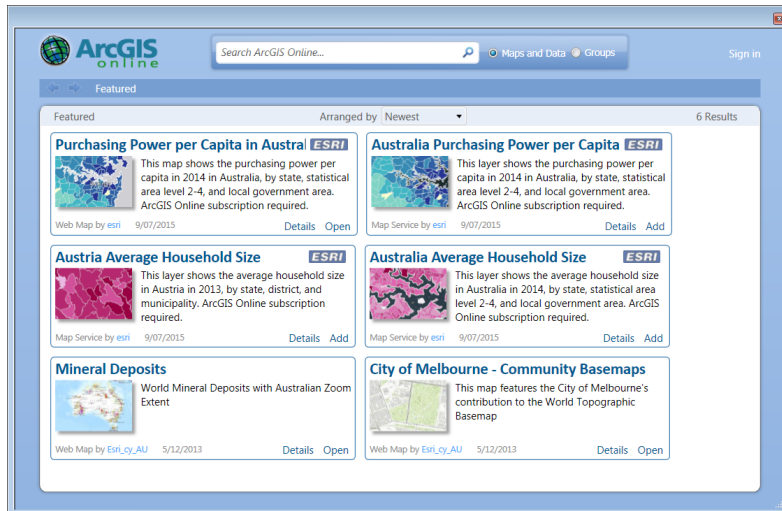 ArcGIS
online
Search ArcGIS Online...
Maps and Data
Groups
Sign in
Featured
Featured
Arranged by Newest
6 Results
Purchasing Power per Capita in Austral
ESRI
This map shows the purchasing power per
capita in 2014 in Australia, by state, statistical
area level 2-4, and local government area.
ArcGIS Online subscription required.
Web Map by esri 9/07/2015
Details Open
Australia Purchasing Power per Capita
ESRI
This layer shows the purchasing power per
capita in 2014 in Australia, by state, statistical
area level 2-4, and local government area.
ArcGIS Online subscription required.
Map Service by esri 9/07/2015
Details Add
Austria Average Household Size
ESRI
This layer shows the average household size
in Austria in 2013, by state, district, and
municipality. ArcGIS Online subscription
required.
Map Service by esri 9/07/2015
Details Add
Australia Average Household Size
ESRI
This layer shows the average household size
in Australia in 2014, by state, statistical area
level 2-4, and local government area. ArcGIS
Online subscription required.
Map Service by esri 9/07/2015
Details Add
Mineral Deposits
World Mineral Deposits with Australian Zoom
Extent
Web Map by Esri_cy_AU 5/12/2013
Details Open
City of Melbourne - Community Basemaps
This map features the City of Melbourne's
contribution to the World Topographic
Basemap
Web Map by Esri_cy_AU 5/12/2013
Details Open